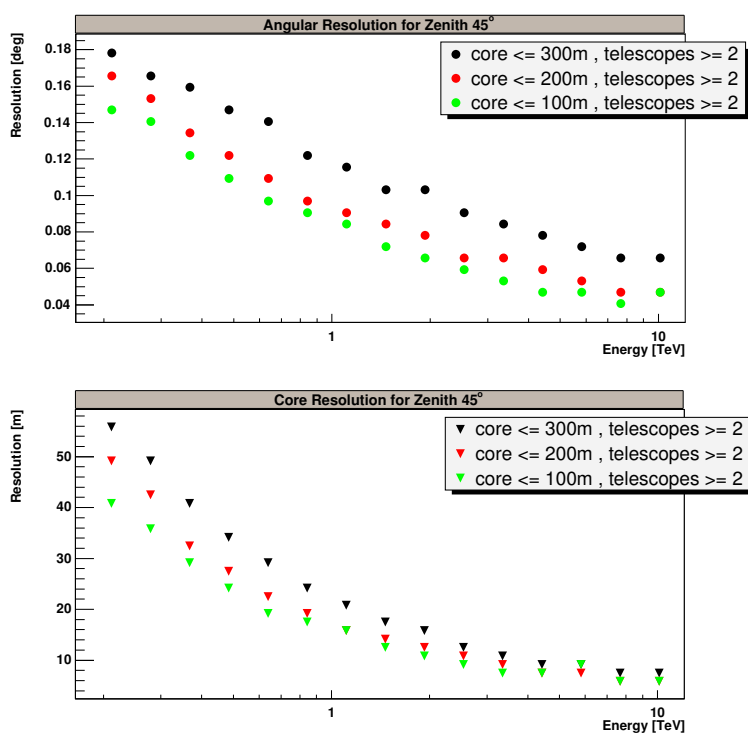 Angular Resolution for Zenith 45°
Resolution [deg]
core <= 300m , telescopes >= 2
core <= 200m , telescopes >= 2
core <= 100m , telescopes >= 2
0.18
0.16
0.14
0.12
0.1
0.08
0.06
0.04
1 10
Energy [TeV]
Core Resolution for Zenith 45°
Resolution [m]
core <= 300m , telescopes >= 2
core <= 200m , telescopes >= 2
core <= 100m , telescopes >= 2
50
40
30
20
10
1 10
Energy [TeV]